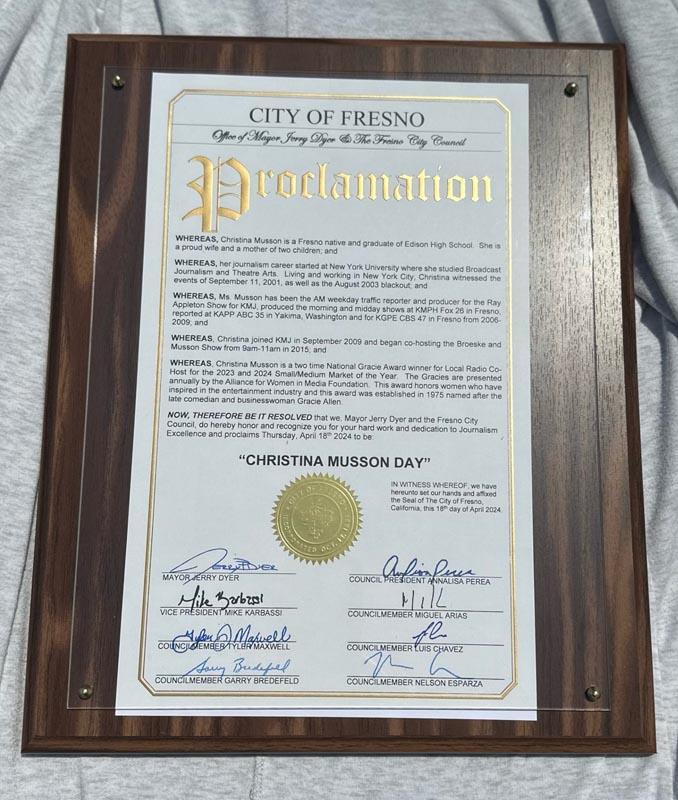 CITY OF FRESNO
Office of Mayor Jerry Dyer & The Fresno City Council
Proclamation
WHEREAS, Christina Musson is a Fresno native and graduate of Edison High School. She is
a proud wife and a mother of two children; and
WHEREAS, her journalism career started at New York University where she studied Broadcast
Journalism and Theatre Arts. Living and working in New York City, Christina witnessed the
events of September 11, 2001, as well as the August 2003 blackout; and
WHEREAS, Ms. Musson has been the AM weekday traffic reporter and producer for the Ray
Appleton Show for KMJ, produced the morning and midday shows at KMPH Fox 26 in Fresno,
reported at KAPP ABC 35 in Yakima, Washington and for KGPE CBS 47 in Fresno from 2006-
2009; and
WHEREAS, Christina joined KMJ in September 2009 and began co-hosting the Broeske and
Musson Show from 9am-11am in 2015; and
WHEREAS, Christina Musson is a two time National Gracie Award winner for Local Radio Co-
Host for the 2023 and 2024 Small/Medium Market of the Year. The Gracies are presented
annually by the Alliance for Women in Media Foundation. This award honors women who have
inspired in the entertainment industry and this award was established in 1975 named after the
late comedian and businesswoman Gracie Allen.
NOW, THEREFORE BE IT RESOLVED that we, Mayor Jerry Dyer and the Fresno City
Council, do hereby honor and recognize you for your hard work and dedication to Journalism
Excellence and proclaims Thursday, April 18th 2024 to be:
“CHRISTINA MUSSON DAY”
IN WITNESS WHEREOF, we have
hereunto set our hands and affixed
the Seal of The City of Fresno,
California, this 18th day of April 2024.
Jerry Dyer
MAYOR JERRY DYER
Annalisa Perea
COUNCIL PRESIDENT ANNALISA PEREA
Mike Karbassi
VICE PRESIDENT MIKE KARBASSI
COUNCILMEMBER MIGUEL ARIAS
Tyler Maxwell
COUNCILMEMBER TYLER MAXWELL
COUNCILMEMBER LUIS CHAVEZ
Garry Bredefeld
COUNCILMEMBER GARRY BREDEFELD
COUNCILMEMBER NELSON ESPARZA